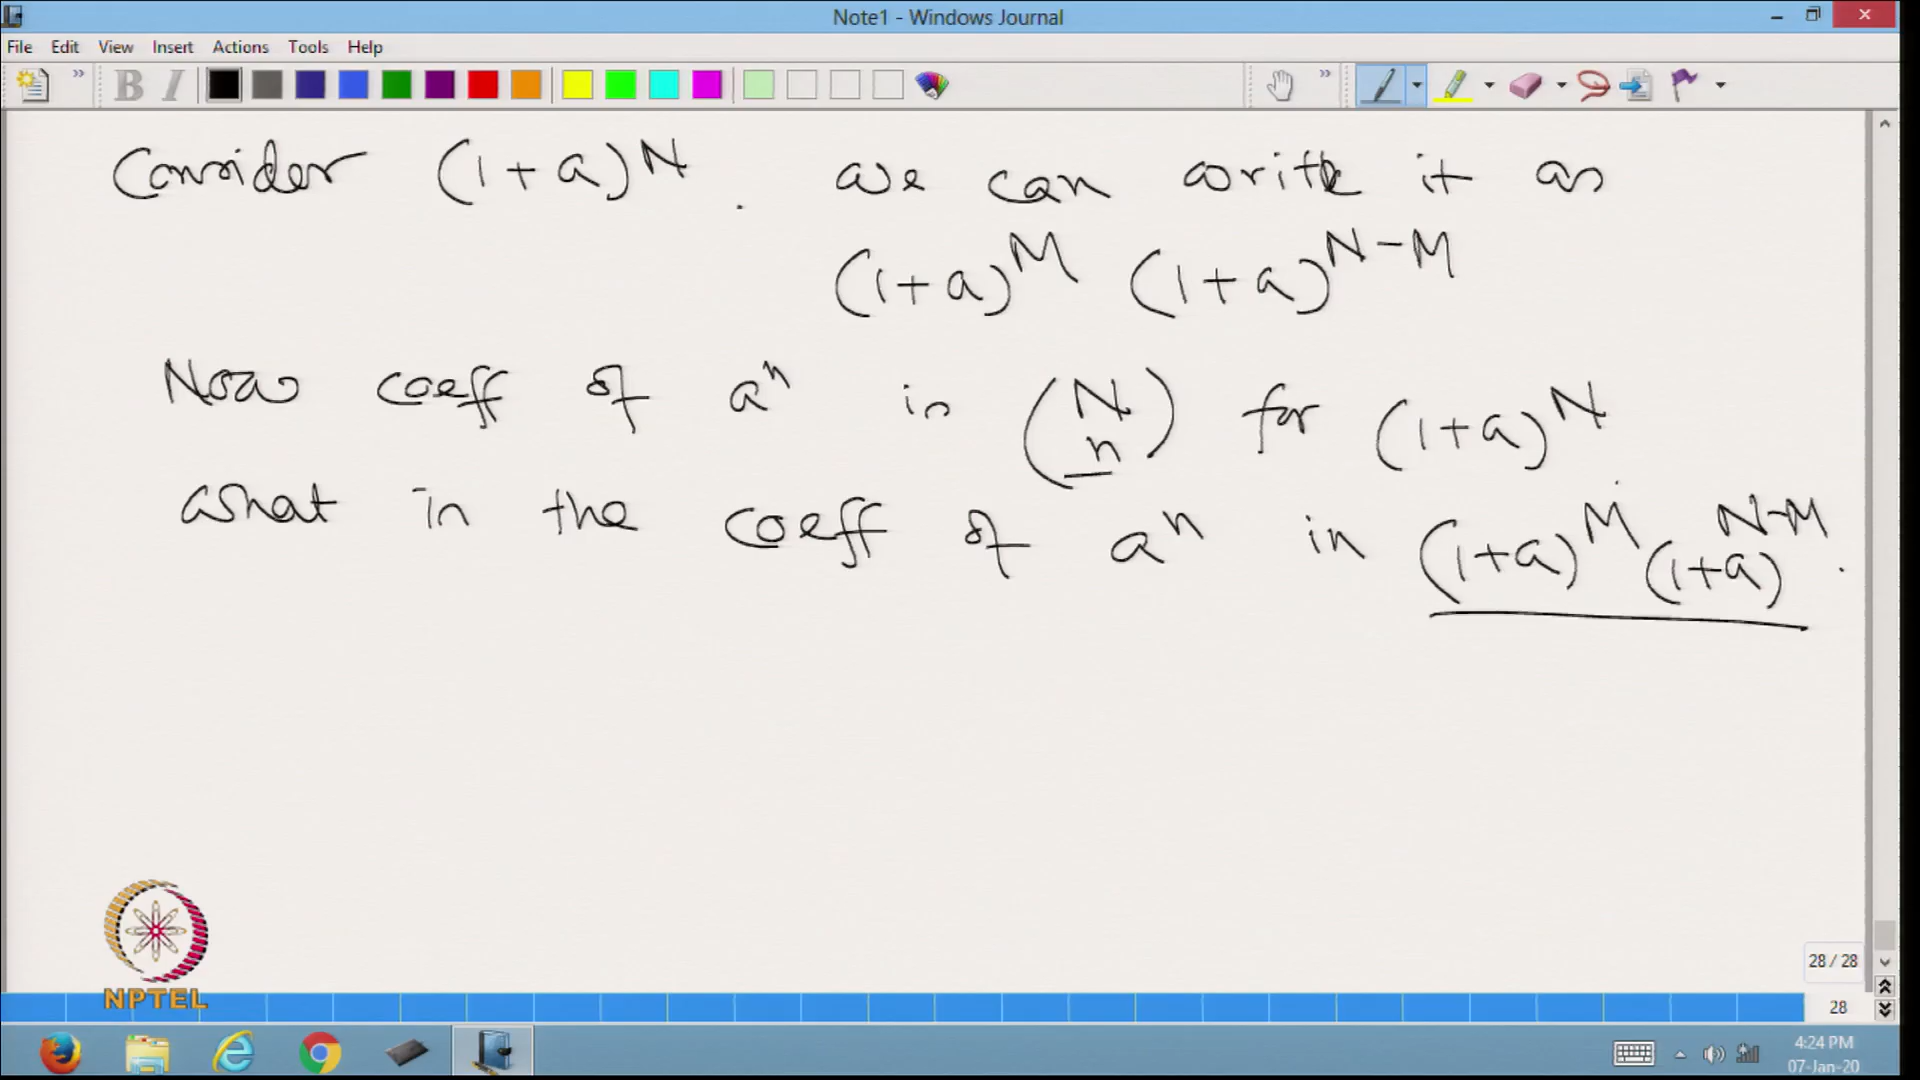 Note1 - Windows Journal
File Edit View Insert Actions Tools Help
B I
Consider (1+a)^N. We can write it as
(1+a)^M (1+a)^{N-M}
Now coeff of a^n is (N n) for (1+a)^N
What is the coeff of a^n in (1+a)^M (1+a)^{N-M}.
28 / 28
NPTEL
28
4:24 PM
07-Jan-20